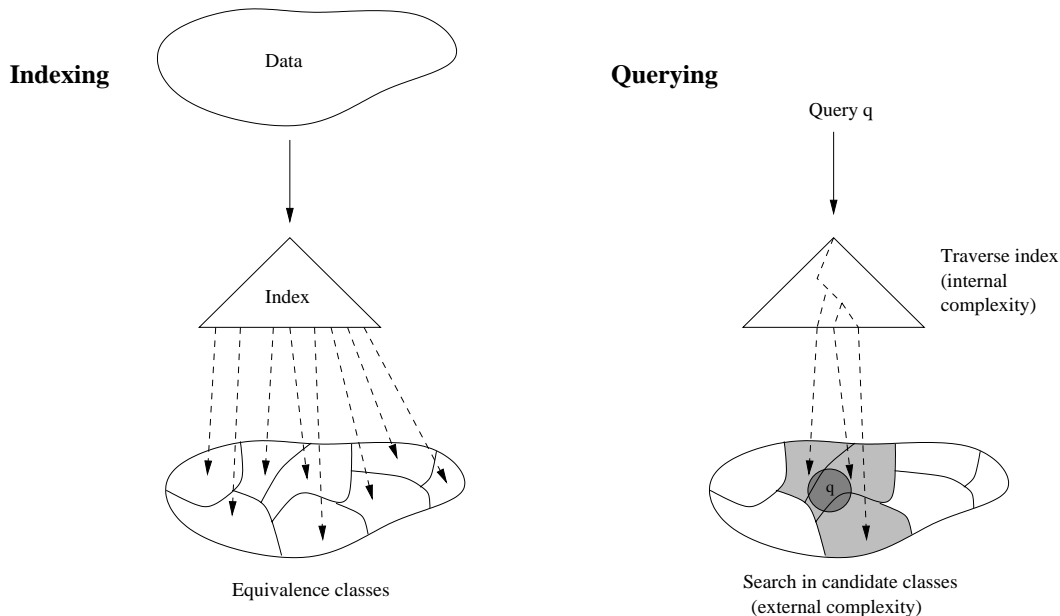 Indexing
Data
Index
Equivalence classes
Querying
Query q
Traverse index
(internal
complexity)
q
Search in candidate classes
(external complexity)